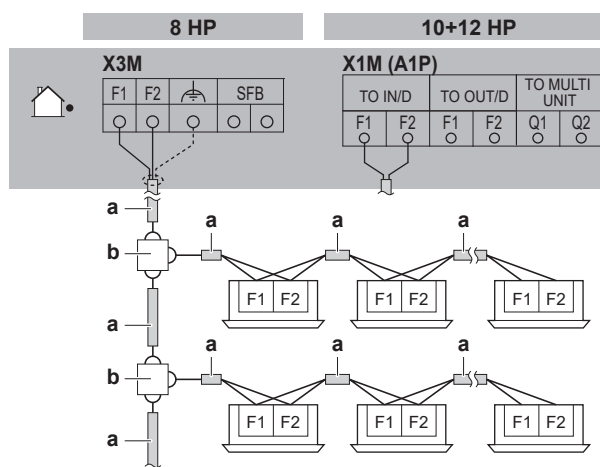 8 HP
10+12 HP
X3M
X1M (A1P)
F1 F2 SFB
TO IN/D TO OUT/D TO MULTI UNIT
F1 F2 F1 F2 Q1 Q2
a
a a a
b
F1 F2 F1 F2 F1 F2
a
a a a
b
F1 F2 F1 F2 F1 F2
a